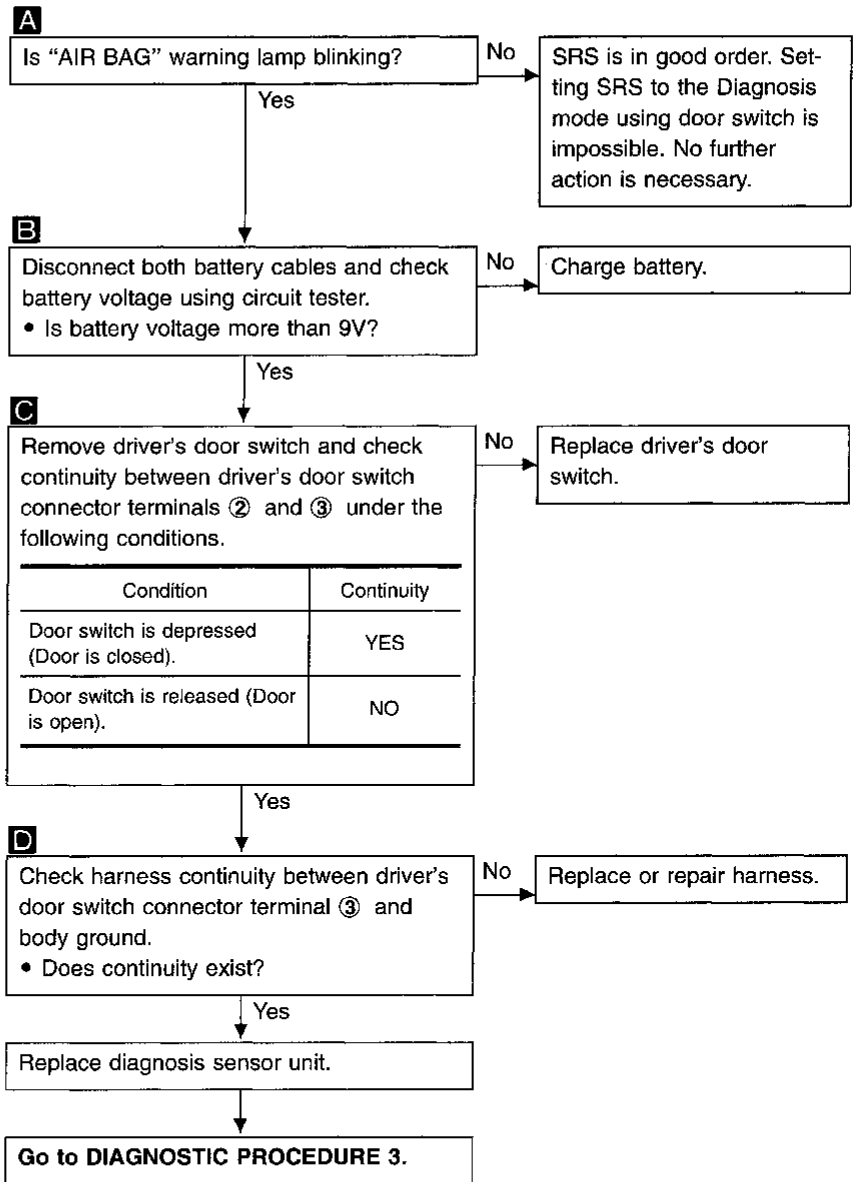 A
Is “AIR BAG” warning lamp blinking?
No
SRS is in good order. Set-
ting SRS to the Diagnosis
mode using door switch is
impossible. No further
action is necessary.
Yes
B
Disconnect both battery cables and check
battery voltage using circuit tester.
• Is battery voltage more than 9V?
No
Charge battery.
Yes
C
Remove driver's door switch and check
continuity between driver's door switch
connector terminals ② and ③ under the
following conditions.
Condition Continuity
Door switch is depressed
(Door is closed).
YES
Door switch is released (Door
is open).
NO
No
Replace driver's door
switch.
Yes
D
Check harness continuity between driver's
door switch connector terminal ③ and
body ground.
• Does continuity exist?
No
Replace or repair harness.
Yes
Replace diagnosis sensor unit.
Go to DIAGNOSTIC PROCEDURE 3.